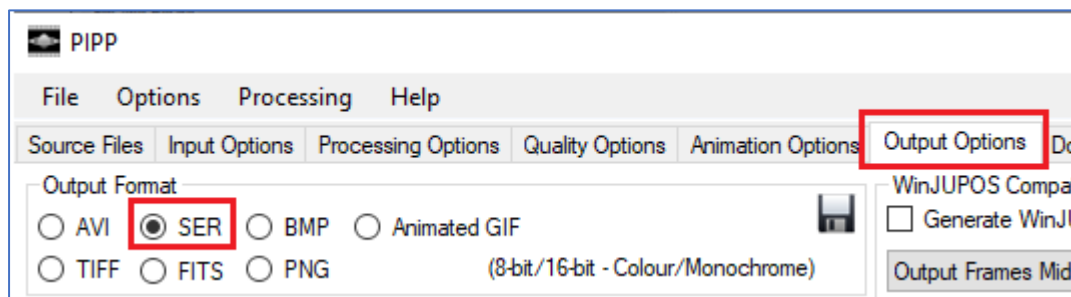 PIPP
File Options Processing Help
Source Files Input Options Processing Options Quality Options Animation Options Output Options
Output Format WinJUPOS
AVI SER BMP Animated GIF Generate
TIFF FITS PNG (8-bit/16-bit - Colour/Monochrome) Output Frames